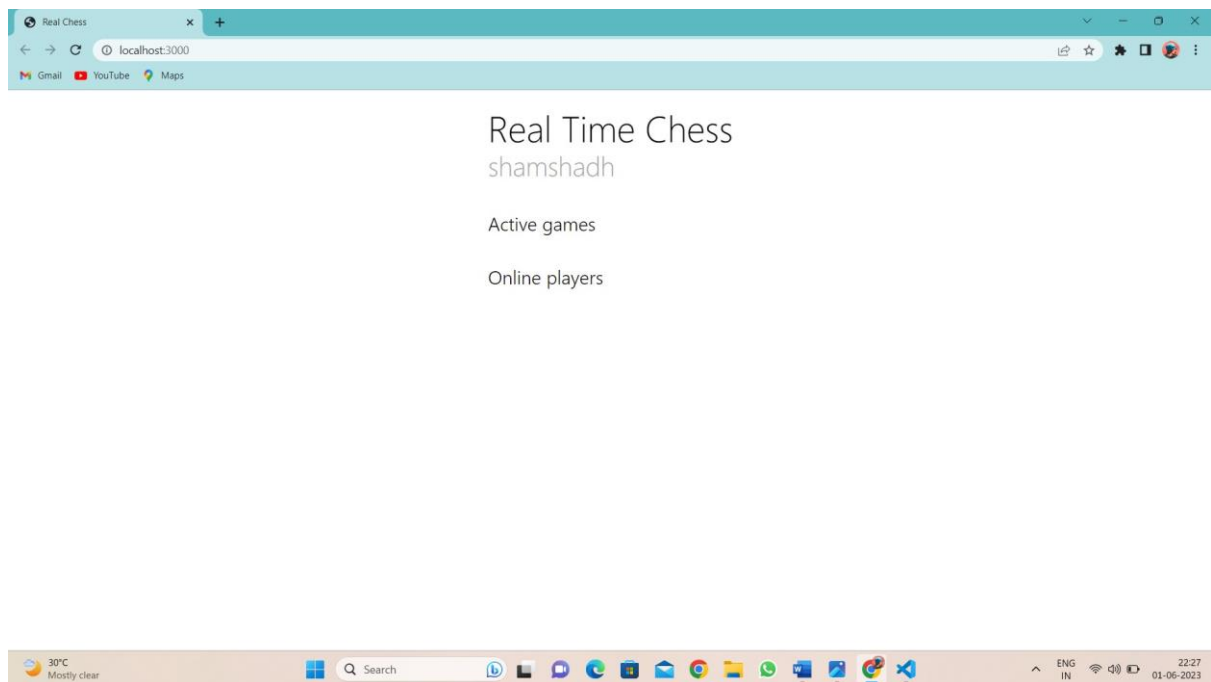 Real Chess
localhost:3000
Gmail YouTube Maps
Real Time Chess
shamshadh
Active games
Online players
30°C
Mostly clear
Search
ENG
IN
22:27
01-06-2023